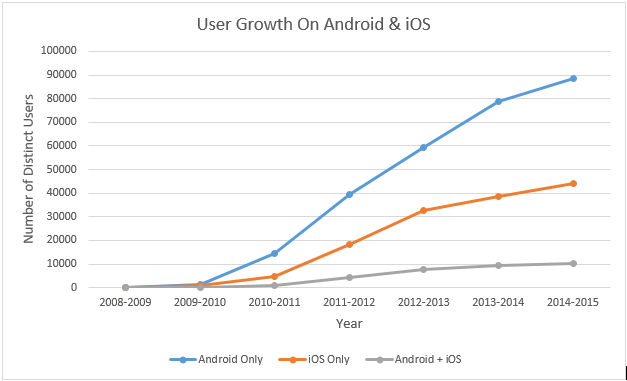 User Growth On Android & iOS
100000
90000
80000
70000
60000
50000
40000
30000
20000
10000
0
Number of Distinct Users
2008-2009 2009-2010 2010-2011 2011-2012 2012-2013 2013-2014 2014-2015
Year
Android Only iOS Only Android + iOS